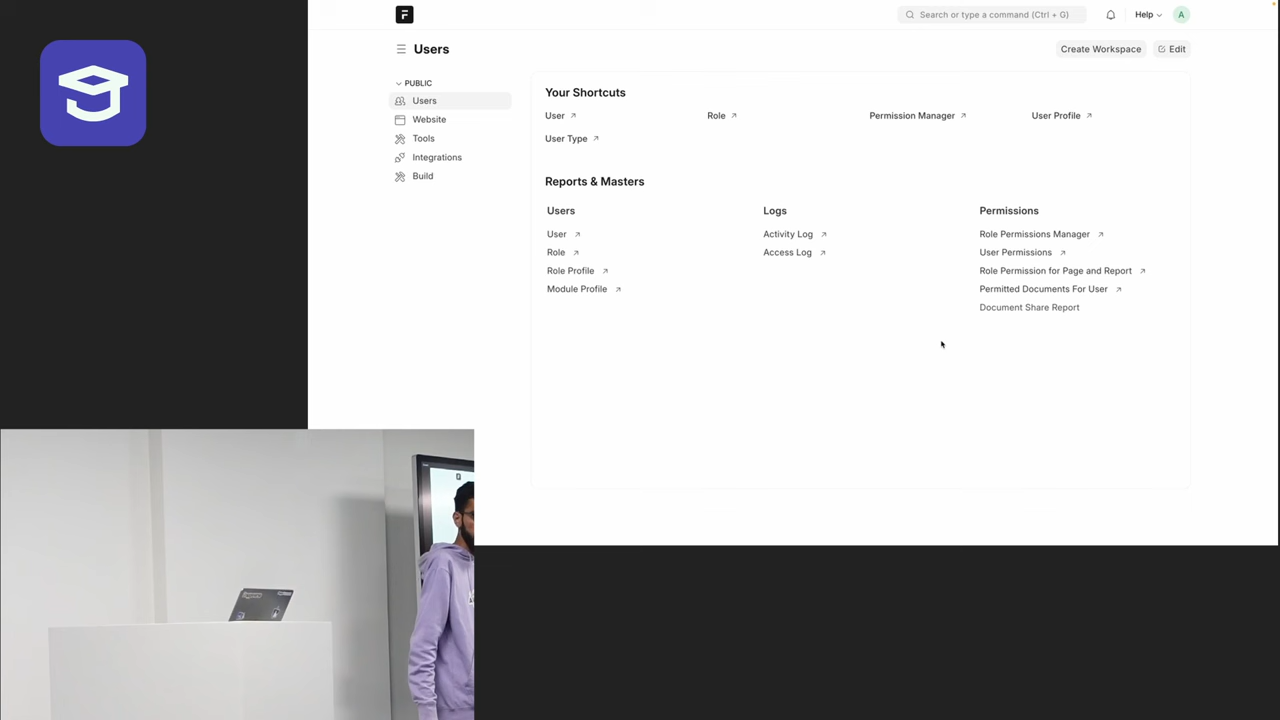 F
Search or type a command (Ctrl + G)
Help
A
Users
Create Workspace
Edit
PUBLIC
Users
Website
Tools
Integrations
Build
Your Shortcuts
User
Role
Permission Manager
User Profile
User Type
Reports & Masters
Users
Logs
Permissions
User
Activity Log
Role Permissions Manager
Role
Access Log
User Permissions
Role Profile
Role Permission for Page and Report
Module Profile
Permitted Documents For User
Document Share Report